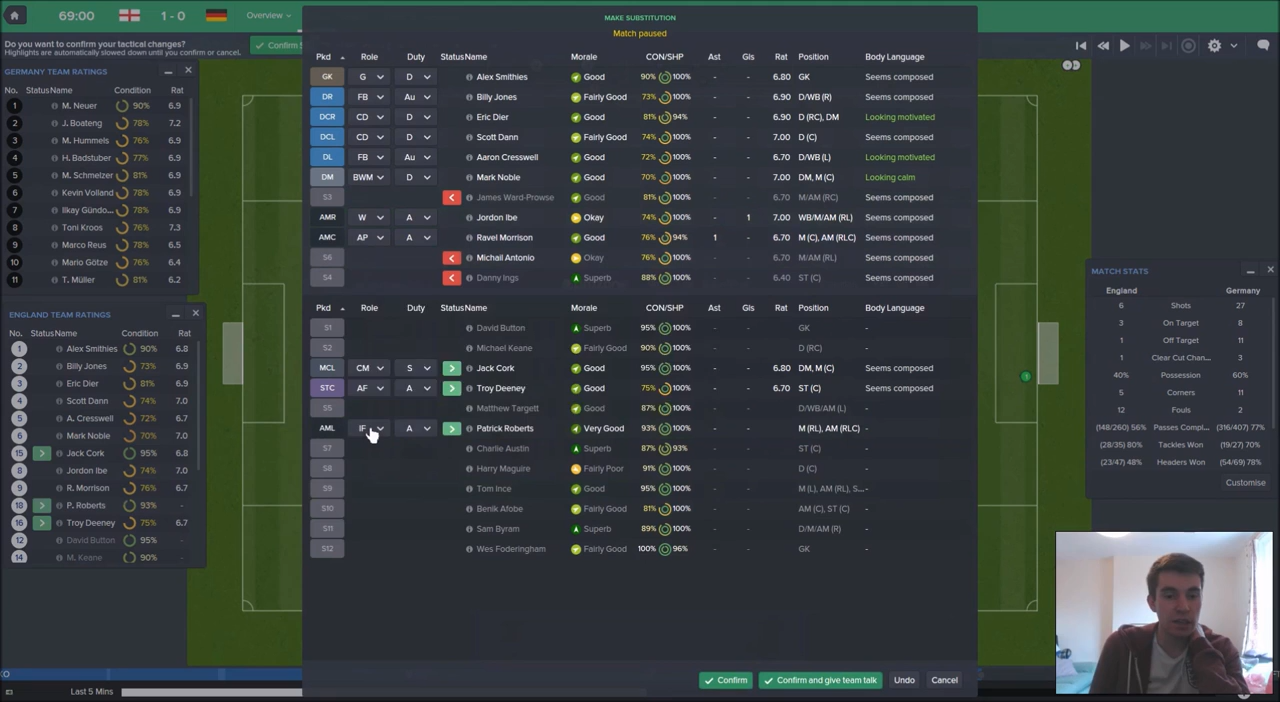 69:00 1 - 0 Overview
Do you want to confirm your tactical changes?
Highlights are automatically slowed down until you confirm or cancel.
Confirm
GERMANY TEAM RATINGS
No. Status Name Condition Rat
1 M. Neuer 90% 6.9
2 J. Boateng 78% 7.2
3 M. Hummels 76% 6.9
4 H. Badstuber 77% 6.9
5 M. Schmelzer 76% 6.9
6 Kevin Volland 78% 6.9
7 Ilkay Gündo... 78% 6.9
8 Toni Kroos 76% 7.3
9 Marco Reus 78% 6.5
10 Mario Götze 76% 6.4
11 T. Müller 81% 6.2
ENGLAND TEAM RATINGS
No. Status Name Condition Rat
1 Alex Smithies 90% 6.8
2 Billy Jones 73% 6.9
3 Eric Dier 81% 6.9
4 Scott Dann 74% 7.0
5 A. Cresswell 72% 6.7
6 Mark Noble 70% 7.0
15 Jack Cork 95% 6.8
8 Jordon Ibe 74% 7.0
9 R. Morrison 76% 6.7
18 P. Roberts 93% -
16 Troy Deeney 75% 6.7
12 David Button 95% -
14 M. Keane 90% -
Last 5 Mins
MAKE SUBSTITUTION
Match paused
Pkd Role Duty Status Name Morale CON/SHP Ast Gls Rat Position Body Language
GK G D Alex Smithies Good 90% 100% - - 6.80 GK Seems composed
DR FB Au Billy Jones Fairly Good 73% 100% - - 6.90 D/WB (R) Seems composed
DCR CD D Eric Dier Good 81% 94% - - 6.90 D (RC), DM Looking motivated
DCL CD D Scott Dann Fairly Good 74% 100% - - 7.00 D (C) Seems composed
DL FB Au Aaron Cresswell Good 72% 100% - - 6.70 D/WB (L) Looking motivated
DM BWM D Mark Noble Good 70% 100% - - 7.00 DM, M (C) Looking calm
S3 James Ward-Prowse Good 81% 100% - - 6.70 M/AM (RC) Seems composed
AMR W A Jordon Ibe Okay 74% 100% - 1 7.00 WB/M/AM (RL) Seems composed
AMC AP A Ravel Morrison Good 76% 94% 1 - 6.70 M (C), AM (RLC) Seems composed
S6 Michail Antonio Okay 76% 100% - - 6.70 M/AM (RL) Seems composed
S4 Danny Ings Superb 88% 100% - - 6.40 ST (C) Seems composed
Pkd Role Duty Status Name Morale CON/SHP Ast Gls Rat Position Body Language
S1 David Button Superb 95% 100% - - - GK -
S2 Michael Keane Fairly Good 90% 100% - - - D (RC) -
MCL CM S Jack Cork Good 95% 100% - - 6.80 DM, M (C) Seems composed
STC AF A Troy Deeney Good 75% 100% - - 6.70 ST (C) Seems composed
S5 Matthew Targett Good 87% 100% - - - D/WB/AM (L) -
AML IF A Patrick Roberts Very Good 93% 100% - - - M (RL), AM (RLC) -
S7 Charlie Austin Superb 87% 93% - - - ST (C) -
S8 Harry Maguire Fairly Poor 91% 100% - - - D (C) -
S9 Tom Ince Good 95% 100% - - - M (L), AM (RL), S... -
S10 Benik Afobe Fairly Good 81% 100% - - - AM (C), ST (C) -
S11 Sam Byram Superb 89% 100% - - - D/M/AM (R) -
S12 Wes Foderingham Fairly Good 100% 96% - - - GK -
Confirm Confirm and give team talk Undo Cancel
MATCH STATS
England Germany
6 Shots 27
3 On Target 8
1 Off Target 11
1 Clear Cut Chan... 3
40% Possession 60%
5 Corners 11
12 Fouls 2
(148/260) 56% Passes Compl... (316/407) 77%
(28/35) 80% Tackles Won (19/27) 70%
(23/47) 48% Headers Won (54/69) 78%
Customise